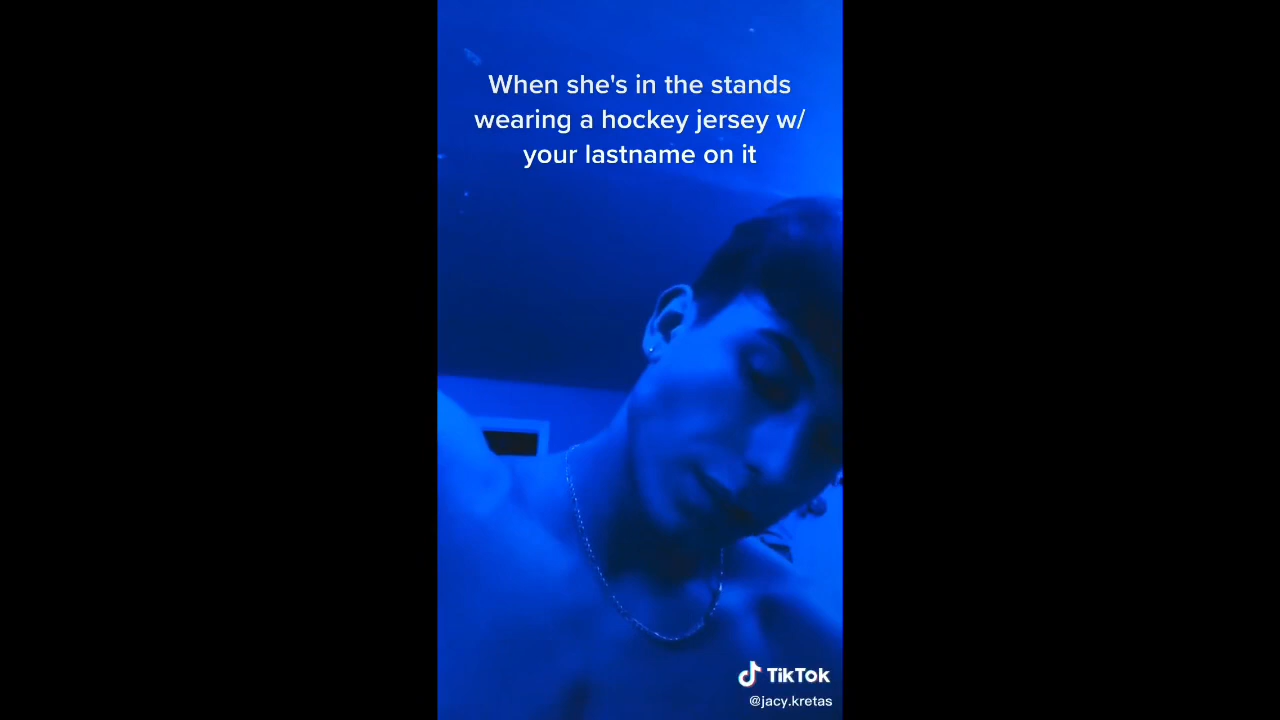 When she's in the stands
wearing a hockey jersey w/
your lastname on it
TikTok
@jacy.kretas